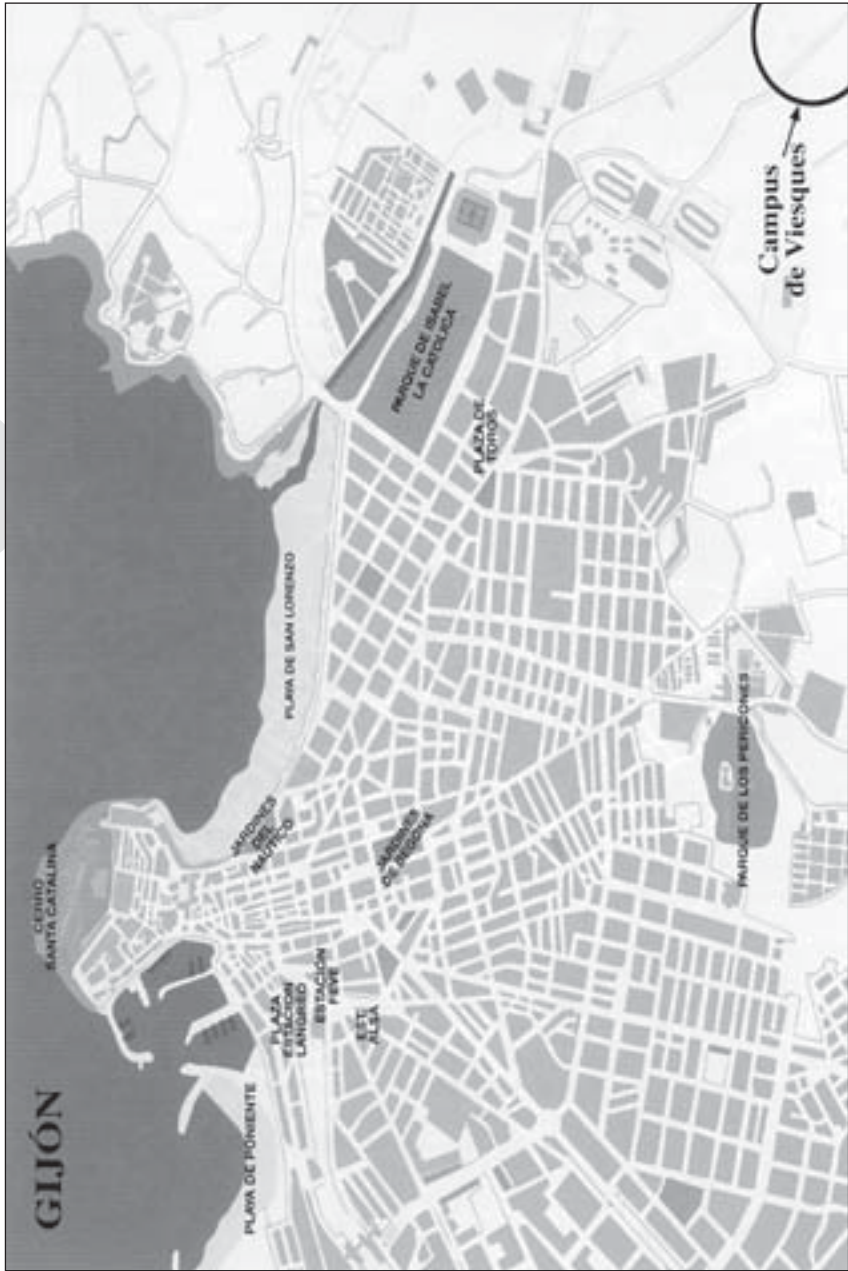 GIJÓN
CERRO
SANTA CATALINA
PLAYA DE PONIENTE
PLAZA
ESTACIÓN
LANGREO
ESTACIÓN
FEVE
EST.
ALSA
JARDINES
DEL
NÁUTICO
JARDINES
DE BEGOÑA
PLAYA DE SAN LORENZO
PARQUE DE ISABEL
LA CATOLICA
PLAZA DE
TOROS
PARQUE DE LOS PERICONES
Campus
de Viesques